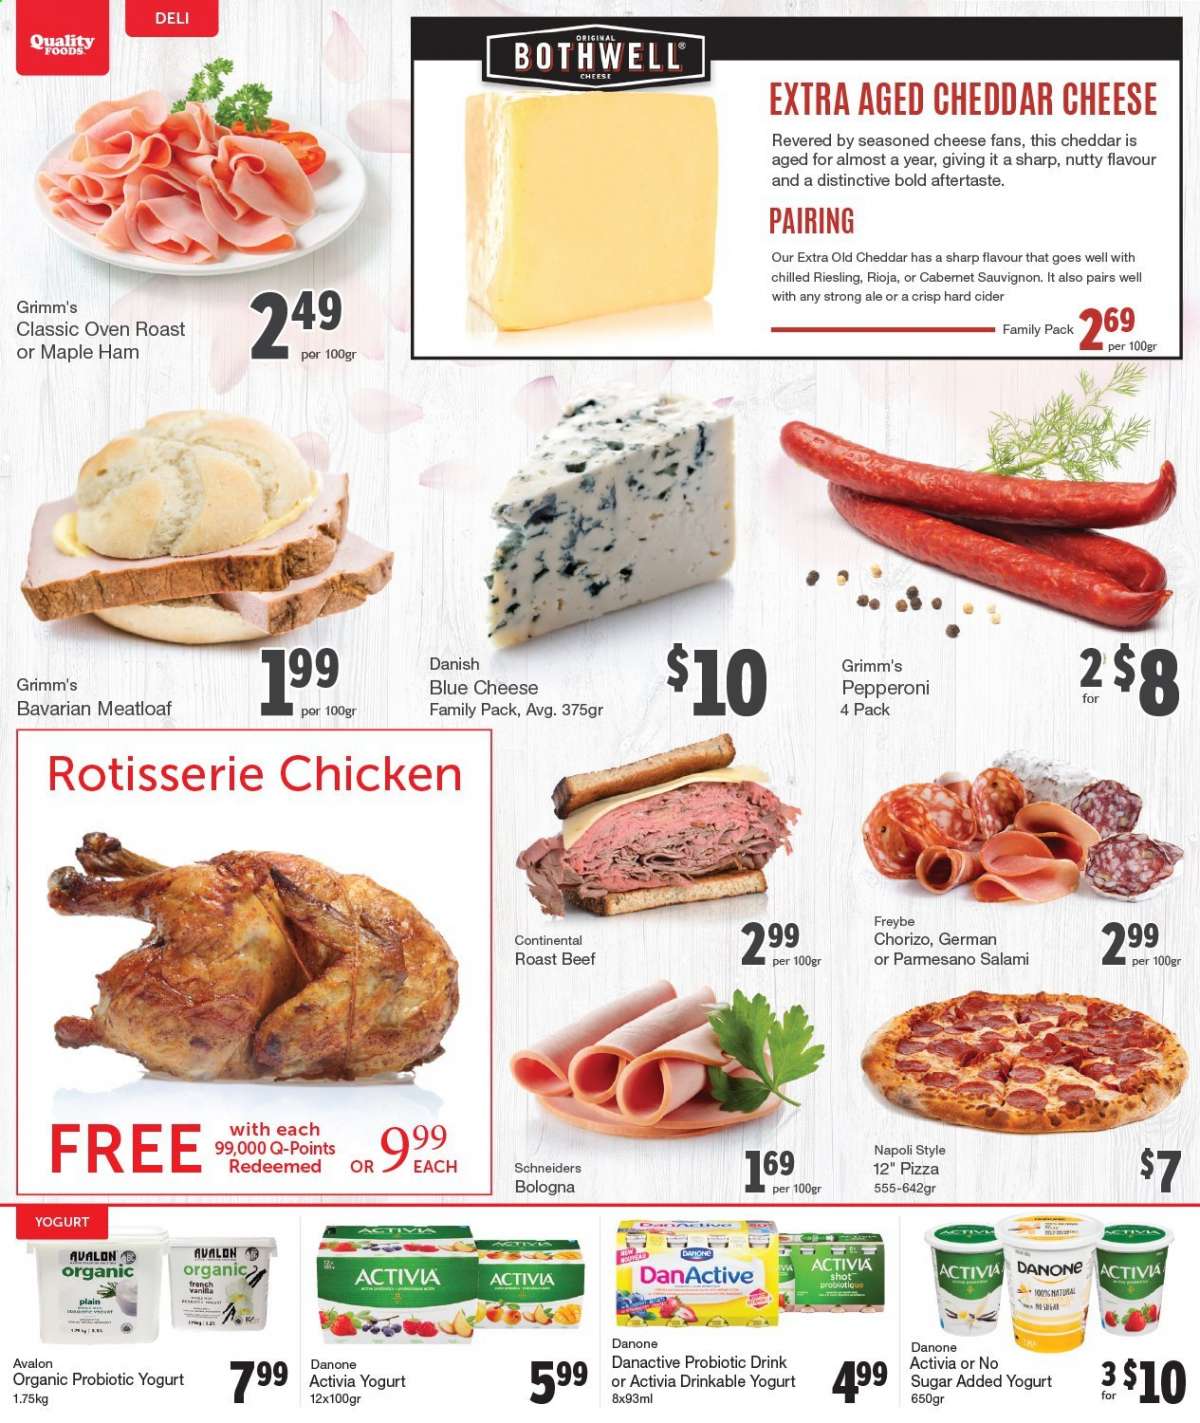 Quality
FOODS
DELI
ORIGINAL
BOTHWELL®
CHEESE
EXTRA AGED CHEDDAR CHEESE
Revered by seasoned cheese fans, this cheddar is
aged for almost a year, giving it a sharp, nutty flavour
and a distinctive bold aftertaste.
PAIRING
Our Extra Old Cheddar has a sharp flavour that goes well with
chilled Riesling, Rioja, or Cabernet Sauvignon. It also pairs well
with any strong ale or a crisp hard cider
Family Pack 2.69
per 100gr
Grimm's
Classic Oven Roast
or Maple Ham
2.49
per 100gr
Grimm's
Bavarian Meatloaf
1.99
per 100gr
Danish
Blue Cheese
Family Pack, Avg. 375gr
$10
Grimm's
Pepperoni
4 Pack
2 for $8
Rotisserie Chicken
FREE
with each
99,000 Q-Points
Redeemed
OR 9.99
EACH
Continental
Roast Beef
2.99
per 100gr
Freybe
Chorizo, German
or Parmesano Salami
2.99
per 100gr
Schneiders
Bologna
1.69
per 100gr
Napoli Style
12" Pizza
555-642gr
$7
YOGURT
AVALON
organic
plain
AVALON
organic
french
vanilla
Avalon
Organic Probiotic Yogurt
1.75kg
7.99
ACTIVIA
ACTIVIA
Danone
Activia Yogurt
12x100gr
5.99
DanActive
DANONE
DanActive
ACTIVIA
shot
probiotique
Danone
Danactive Probiotic Drink
or Activia Drinkable Yogurt
8x93ml
4.99
ACTIVIA
DANONE
100% NATURAL
NO SUGAR
ACTIVIA
Danone
Activia or No
Sugar Added Yogurt
650gr
3 for $10